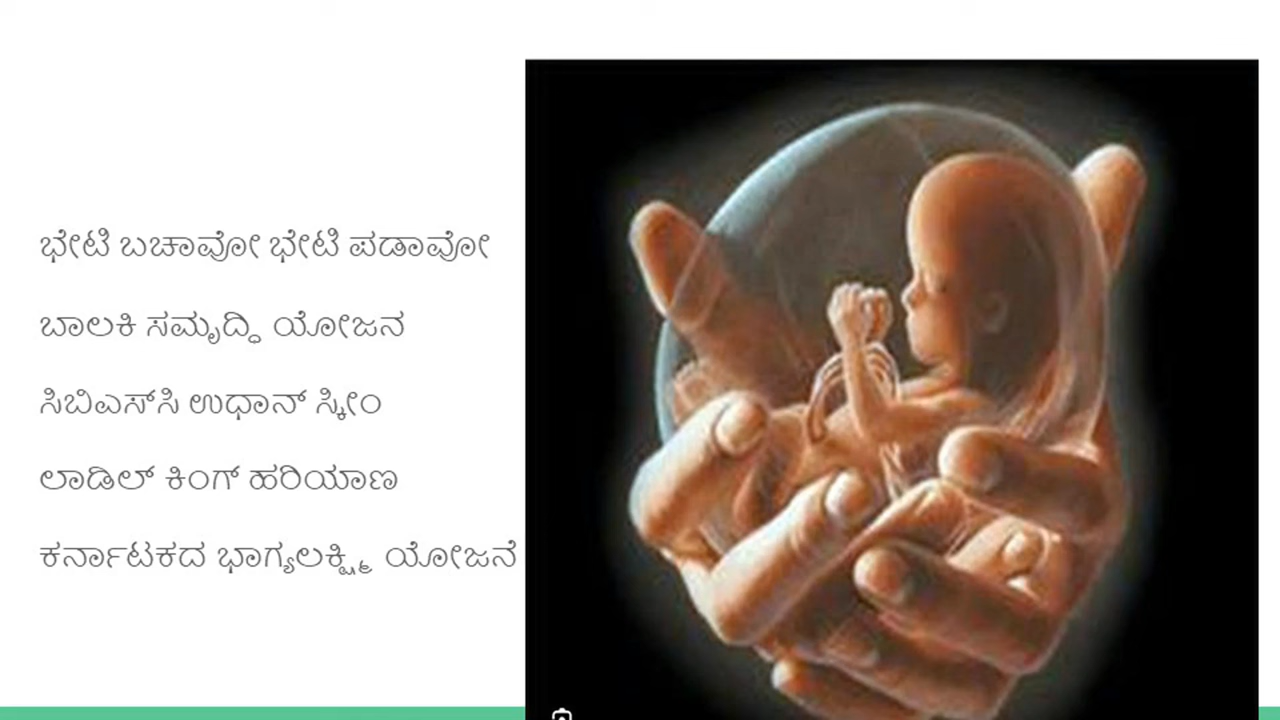 ಭೇಟಿ ಬಚಾವೋ ಭೇಟಿ ಪಡಾವೋ
ಬಾಲಕಿ ಸಮೃದ್ಧಿ ಯೋಜನ
ಸಿಬಿಎಸ್‌ಸಿ ಉಧಾನ್ ಸ್ಕೀಂ
ಲಾಡಿಲ್ ಕಿಂಗ್ ಹರಿಯಾಣ
ಕರ್ನಾಟಕದ ಭಾಗ್ಯಲಕ್ಷ್ಮಿ ಯೋಜನೆ